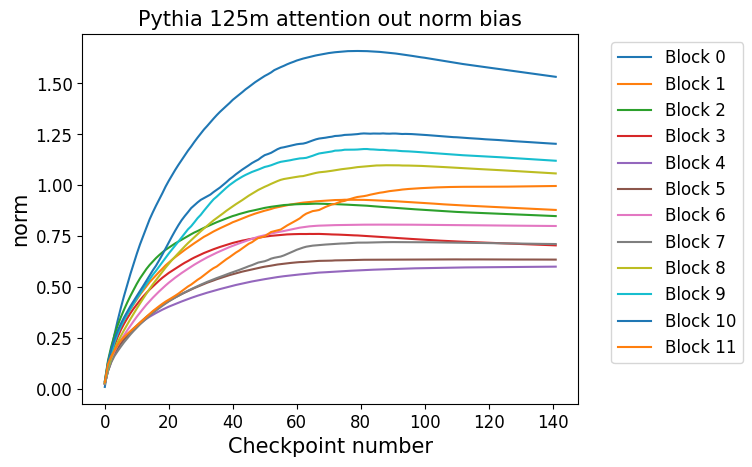 Pythia 125m attention out norm bias
norm
1.50
1.25
1.00
0.75
0.50
0.25
0.00
0 20 40 60 80 100 120 140
Checkpoint number
Block 0
Block 1
Block 2
Block 3
Block 4
Block 5
Block 6
Block 7
Block 8
Block 9
Block 10
Block 11